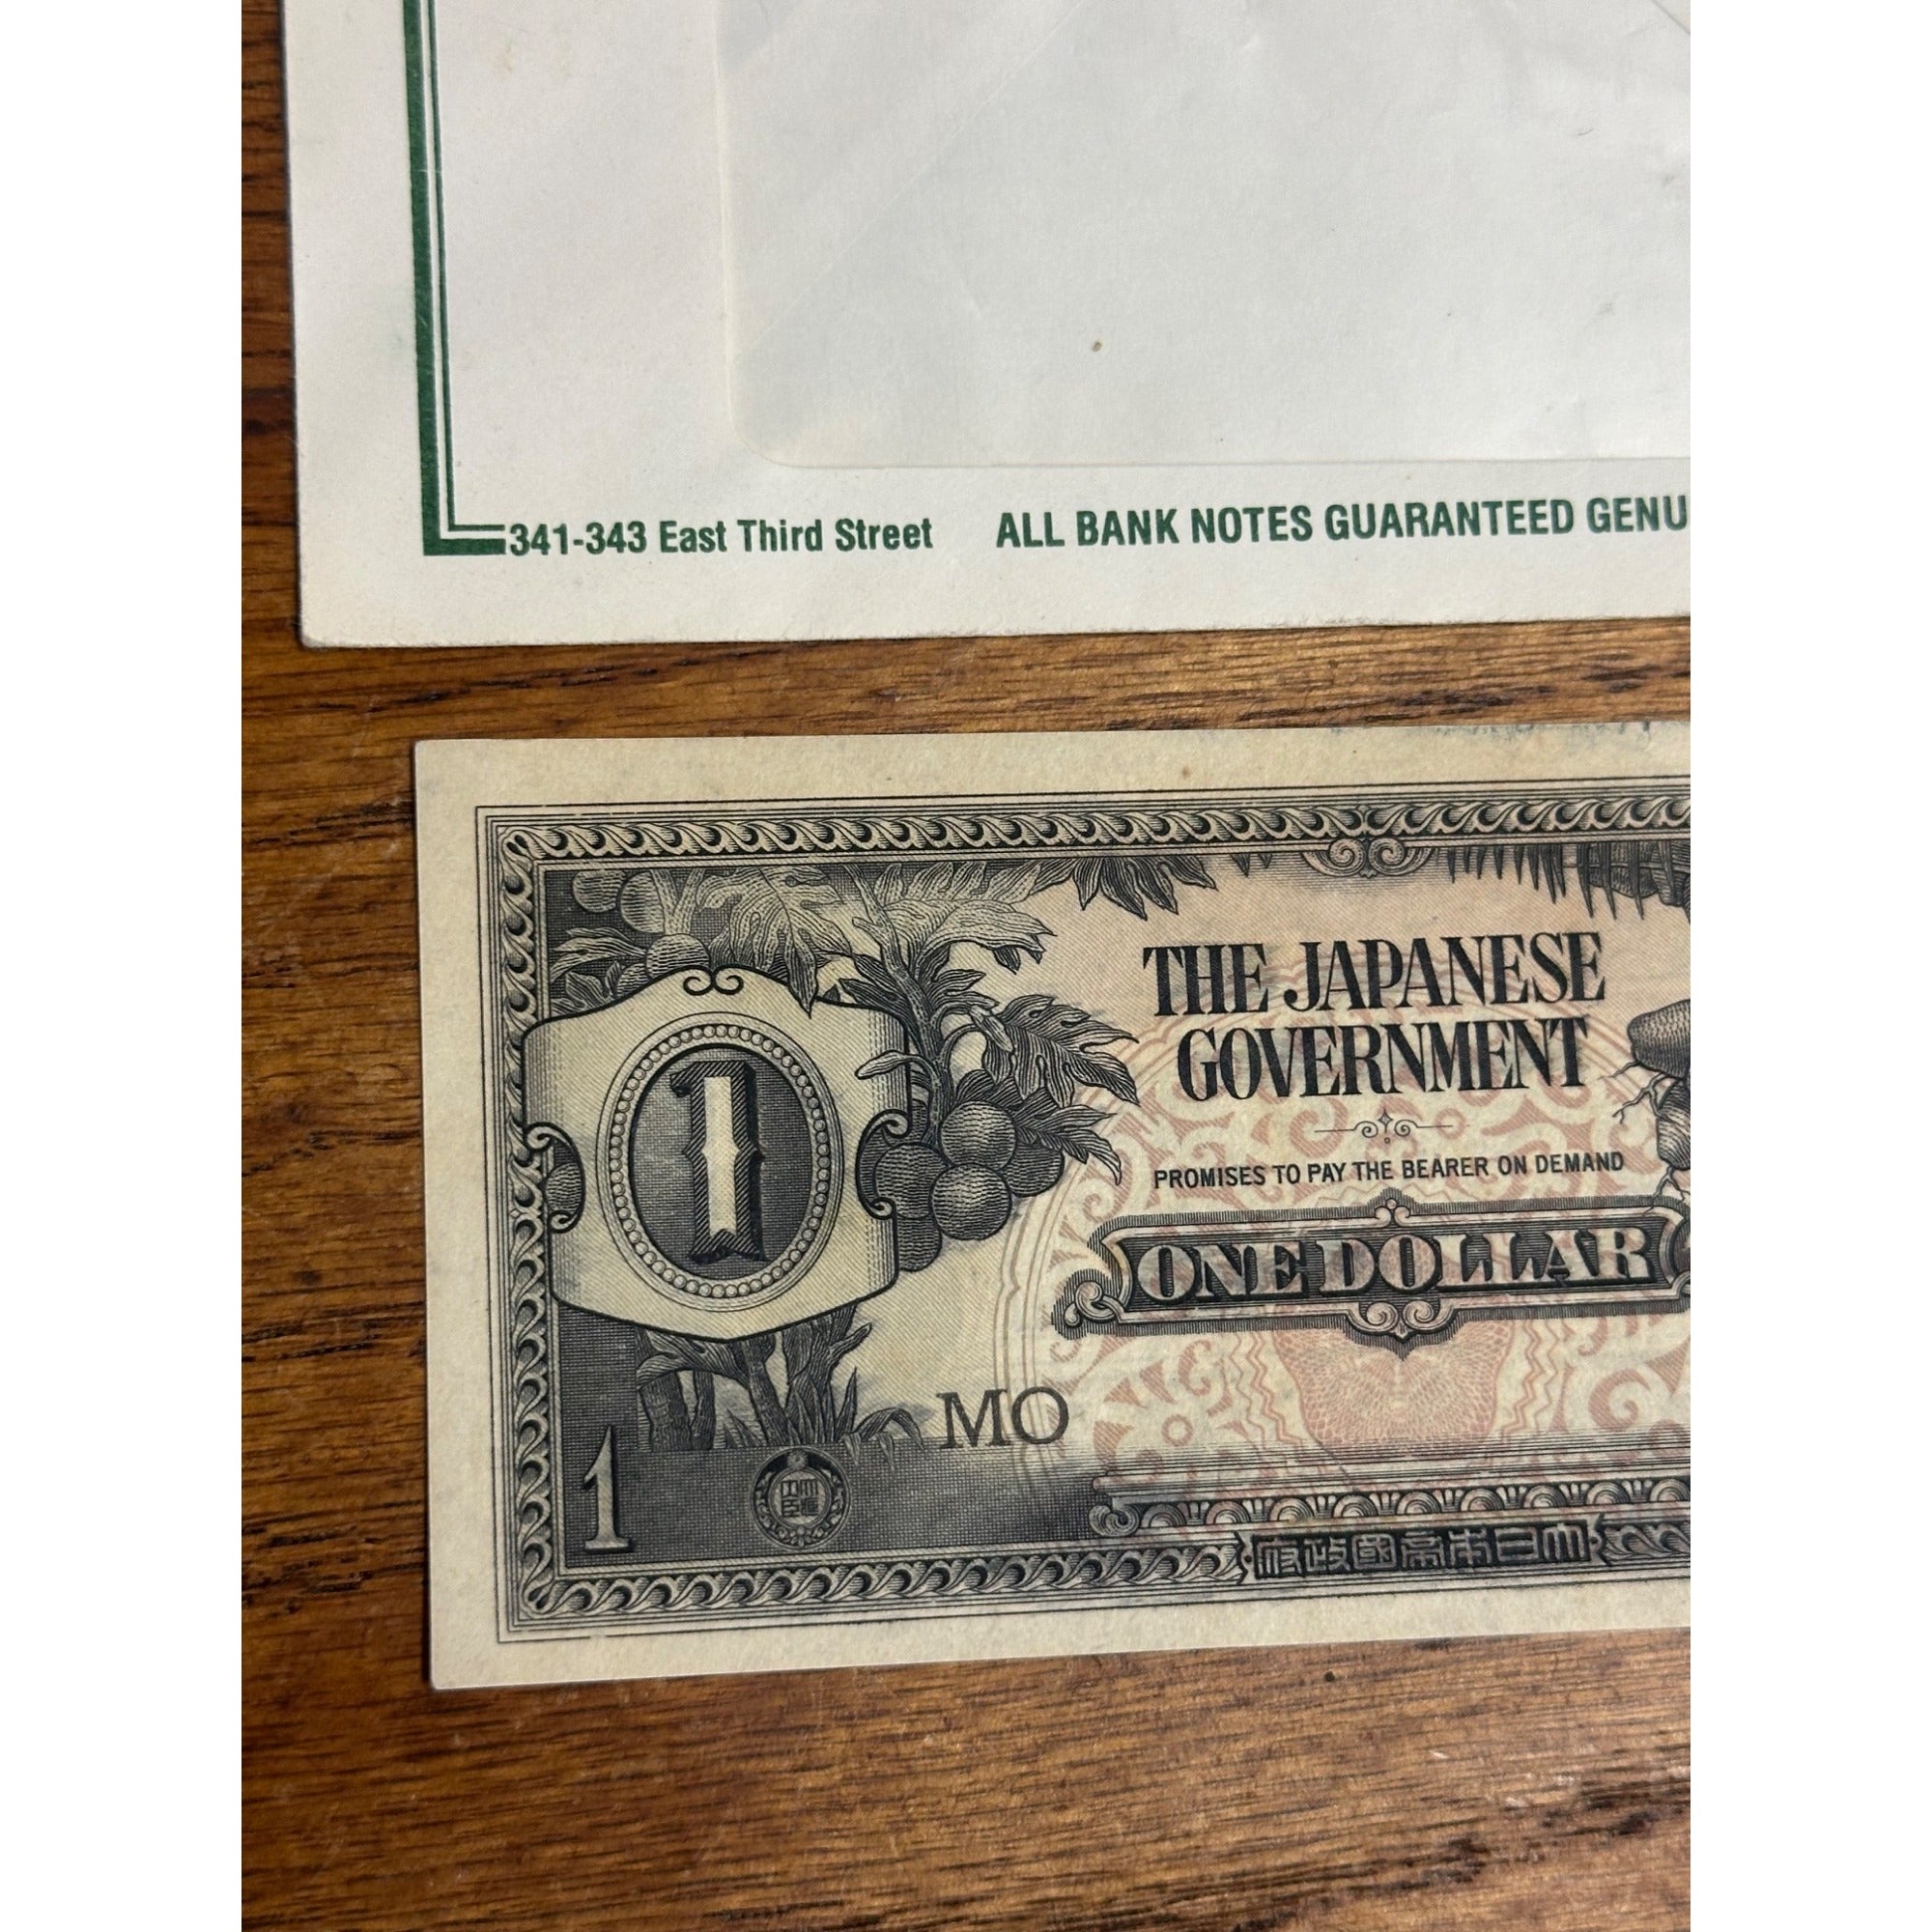 341-343 East Third Street ALL BANK NOTES GUARANTEED GENU
THE JAPANESE
GOVERNMENT
PROMISES TO PAY THE BEARER ON DEMAND
ONE DOLLAR
1
MO
1
府政國帝本日大